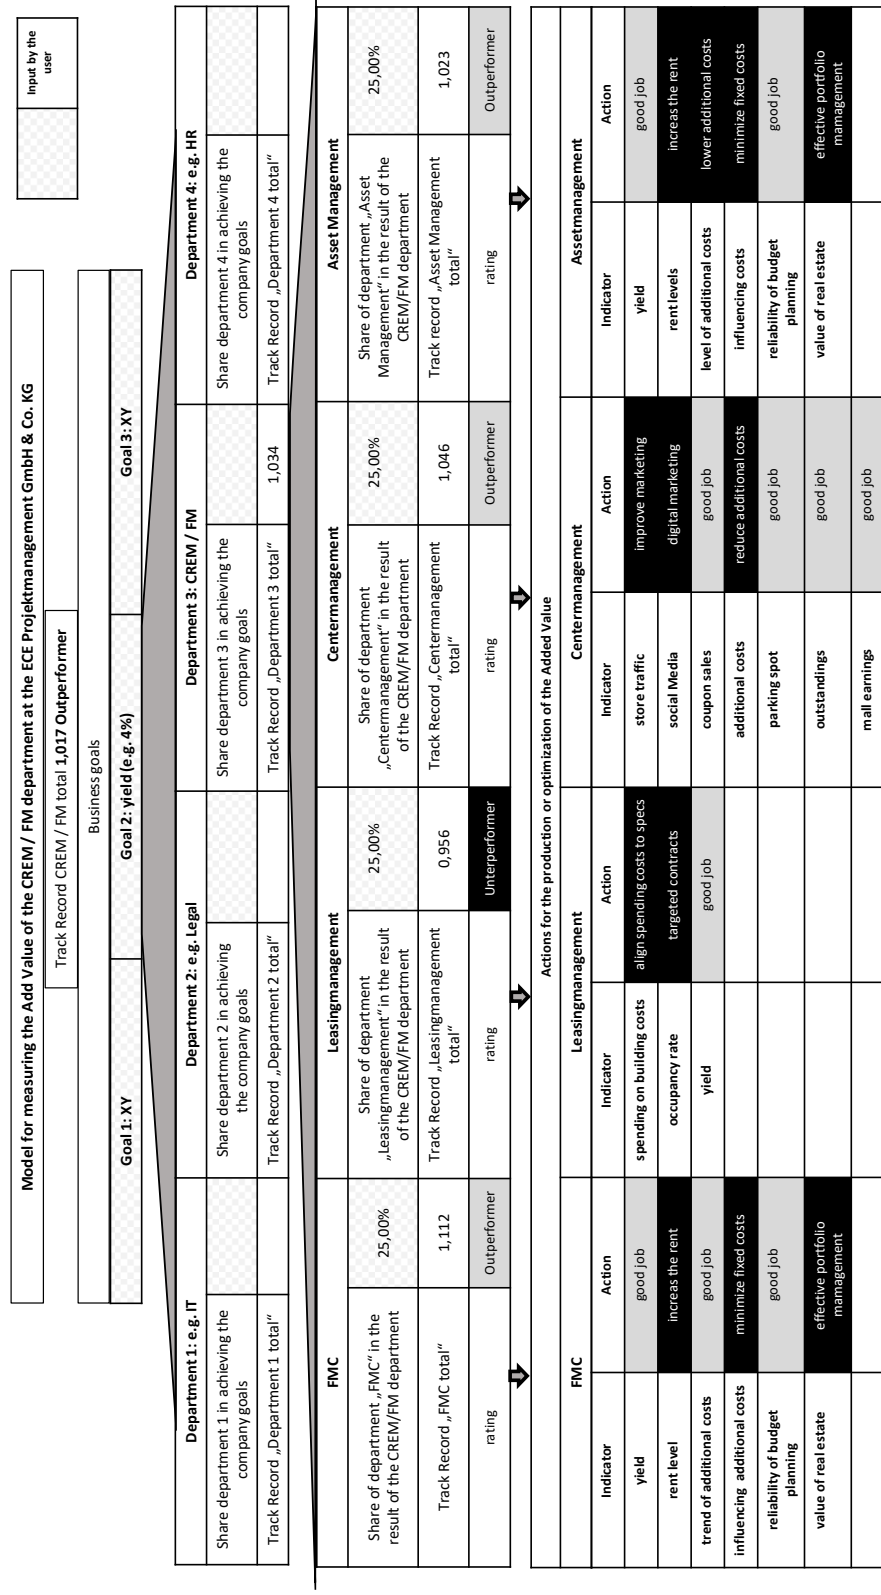 Model for measuring the Add Value of the CREM / FM department at the ECE Projektmanagement GmbH & Co. KG
Input by the
user
Track Record CREM / FM total 1,017 Outperformer
Business goals
Goal 1: XY
Goal 2: yield (e.g. 4%)
Goal 3: XY
Department 1: e.g. IT
Department 2: e.g. Legal
Department 3: CREM / FM
Department 4: e.g. HR
Share department 1 in achieving the
company goals
Share department 2 in achieving
the company goals
Share department 3 in achieving the
company goals
Share department 4 in achieving the
company goals
Track Record „Department 1 total“
Track Record „Department 2 total“
Track Record „Department 3 total“
1,034
Track Record „Department 4 total“
FMC
Leasingmanagement
Centermanagement
Asset Management
Share of department „FMC“ in the
result of the CREM/FM department
25,00%
Share of department
„Leasingmanagement“ in the result
of the CREM/FM department
25,00%
Share of department
„Centermanagement“ in the result
of the CREM/FM department
25,00%
Share of department „Asset
Management“ in the result of the
CREM/FM department
25,00%
Track Record „FMC total“
1,112
Track Record „Leasingmanagement
total“
0,956
Track Record „Centermanagement
total“
1,046
Track record „Asset Management
total“
1,023
rating
Outperformer
rating
Unterperformer
rating
Outperformer
rating
Outperformer
Actions for the production or optimization of the Added Value
FMC
Leasingmanagement
Centermanagement
Assetmanagement
Indicator
Action
Indicator
Action
Indicator
Action
Indicator
Action
yield
good job
spending on building costs
align spending costs to specs
store traffic
improve marketing
yield
good job
rent level
increas the rent
occupancy rate
targeted contracts
social Media
digital marketing
rent levels
increas the rent
trend of additional costs
good job
yield
good job
coupon sales
good job
level of additional costs
lower additional costs
influencing additional costs
minimize fixed costs
additional costs
reduce additional costs
influencing costs
minimize fixed costs
reliability of budget
planning
good job
parking spot
good job
reliability of budget
planning
good job
value of real estate
effective portfolio
mamagement
outstandings
good job
value of real estate
effective portfolio
mamagement
mall earnings
good job